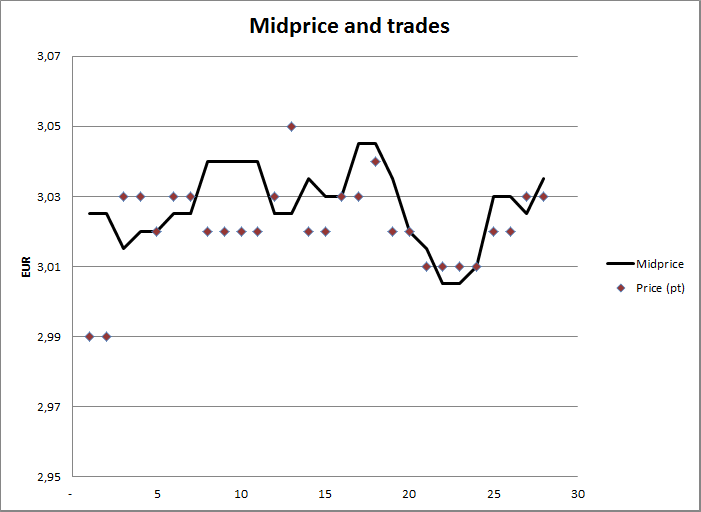 Midprice and trades
3,07
3,05
3,03
3,01
2,99
2,97
2,95
EUR
- 5 10 15 20 25 30
Midprice
Price (pt)